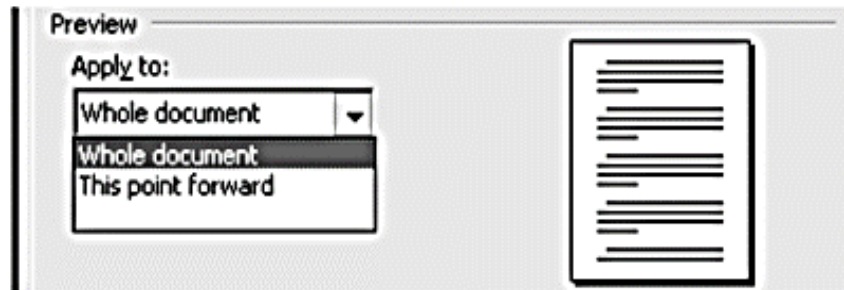 Preview
Apply to:
Whole document
Whole document
This point forward